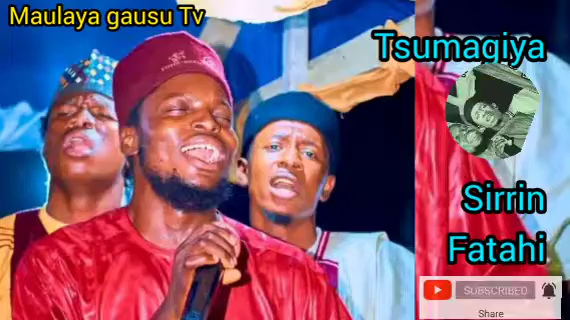 Maulaya gausu Tv
Tsumagiya
Sirrin
Fatahi
SUBSCRIBED
Share